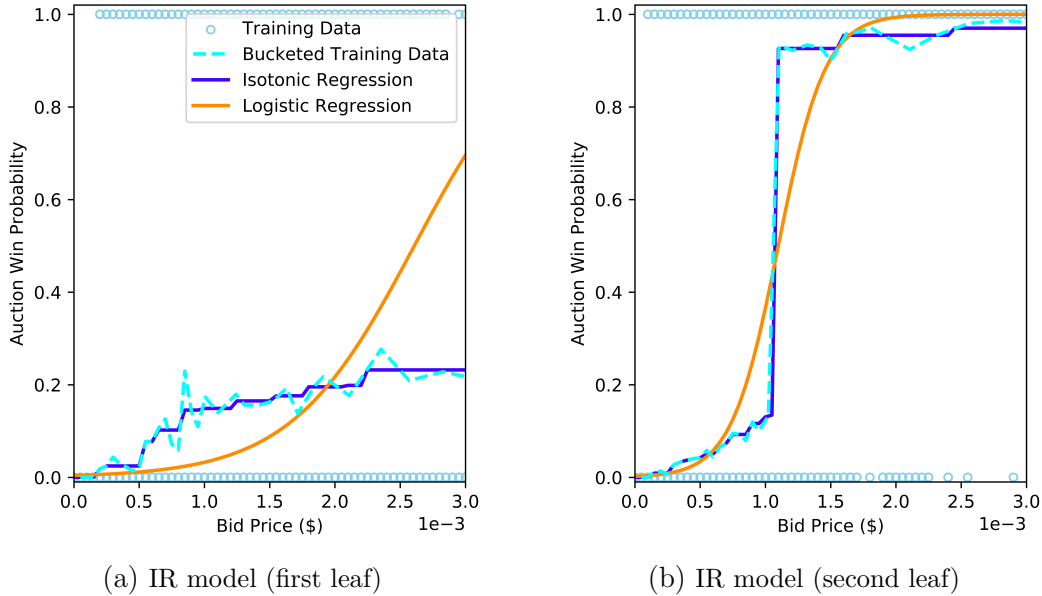 Training Data
Bucketed Training Data
Isotonic Regression
Logistic Regression
Auction Win Probability
1.0
0.8
0.6
0.4
0.2
0.0
0.0 0.5 1.0 1.5 2.0 2.5 3.0
Bid Price ($)
1e−3
(a) IR model (first leaf)
Auction Win Probability
1.0
0.8
0.6
0.4
0.2
0.0
0.0 0.5 1.0 1.5 2.0 2.5 3.0
Bid Price ($)
1e−3
(b) IR model (second leaf)